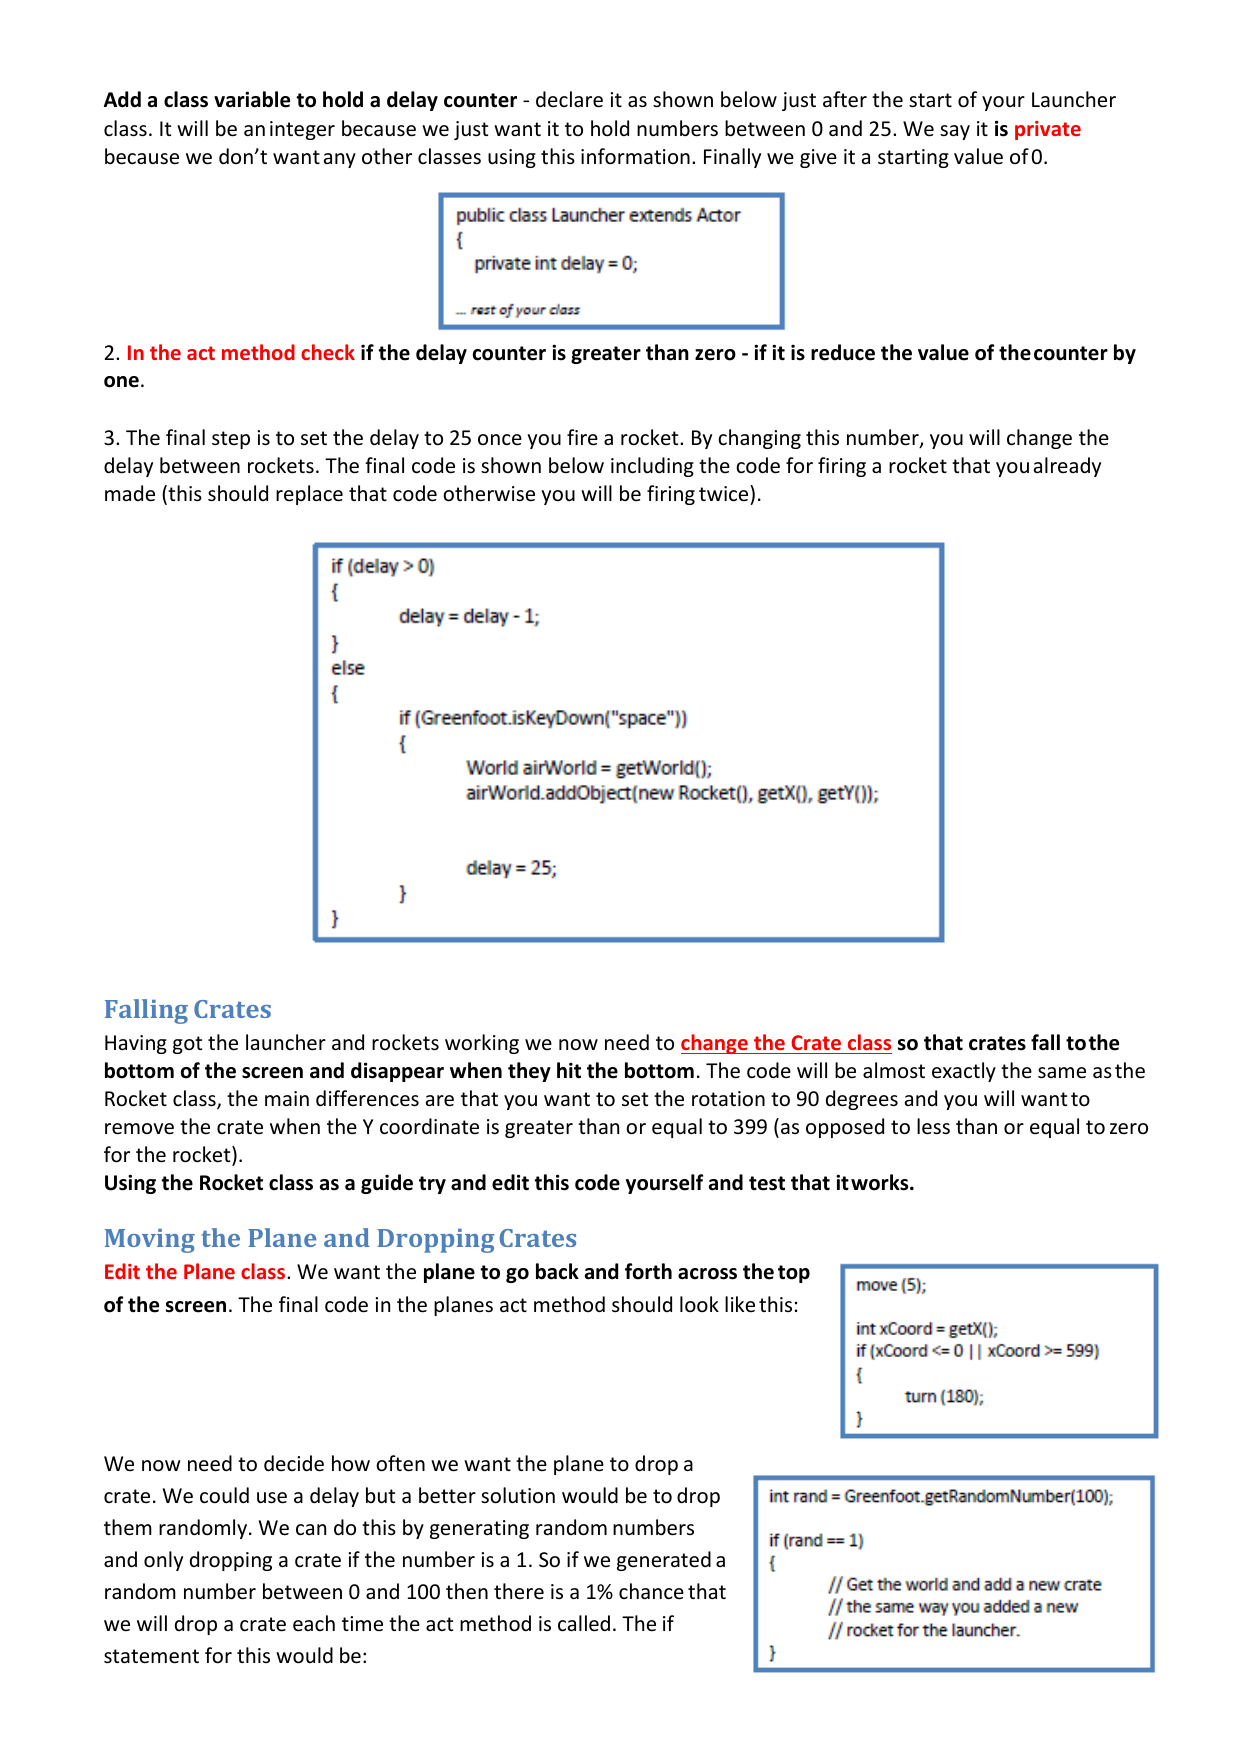 Add a class variable to hold a delay counter - declare it as shown below just after the start of your Launcher
class. It will be an integer because we just want it to hold numbers between 0 and 25. We say it is private
because we don’t want any other classes using this information. Finally we give it a starting value of 0.
public class Launcher extends Actor
{
private int delay = 0;
... rest of your class
2. In the act method check if the delay counter is greater than zero - if it is reduce the value of the counter by
one.
3. The final step is to set the delay to 25 once you fire a rocket. By changing this number, you will change the
delay between rockets. The final code is shown below including the code for firing a rocket that you already
made (this should replace that code otherwise you will be firing twice).
if (delay > 0)
{
delay = delay - 1;
}
else
{
if (Greenfoot.isKeyDown("space"))
{
World airWorld = getWorld();
airWorld.addObject(new Rocket(), getX(), getY());
delay = 25;
}
}
Falling Crates
Having got the launcher and rockets working we now need to change the Crate class so that crates fall to the
bottom of the screen and disappear when they hit the bottom. The code will be almost exactly the same as the
Rocket class, the main differences are that you want to set the rotation to 90 degrees and you will want to
remove the crate when the Y coordinate is greater than or equal to 399 (as opposed to less than or equal to zero
for the rocket).
Using the Rocket class as a guide try and edit this code yourself and test that it works.
Moving the Plane and Dropping Crates
Edit the Plane class. We want the plane to go back and forth across the top
of the screen. The final code in the planes act method should look like this:
move (5);
int xCoord = getX();
if (xCoord <= 0 || xCoord >= 599)
{
turn (180);
}
We now need to decide how often we want the plane to drop a
crate. We could use a delay but a better solution would be to drop
them randomly. We can do this by generating random numbers
and only dropping a crate if the number is a 1. So if we generated a
random number between 0 and 100 then there is a 1% chance that
we will drop a crate each time the act method is called. The if
statement for this would be:
int rand = Greenfoot.getRandomNumber(100);
if (rand == 1)
{
// Get the world and add a new crate
// the same way you added a new
// rocket for the launcher.
}